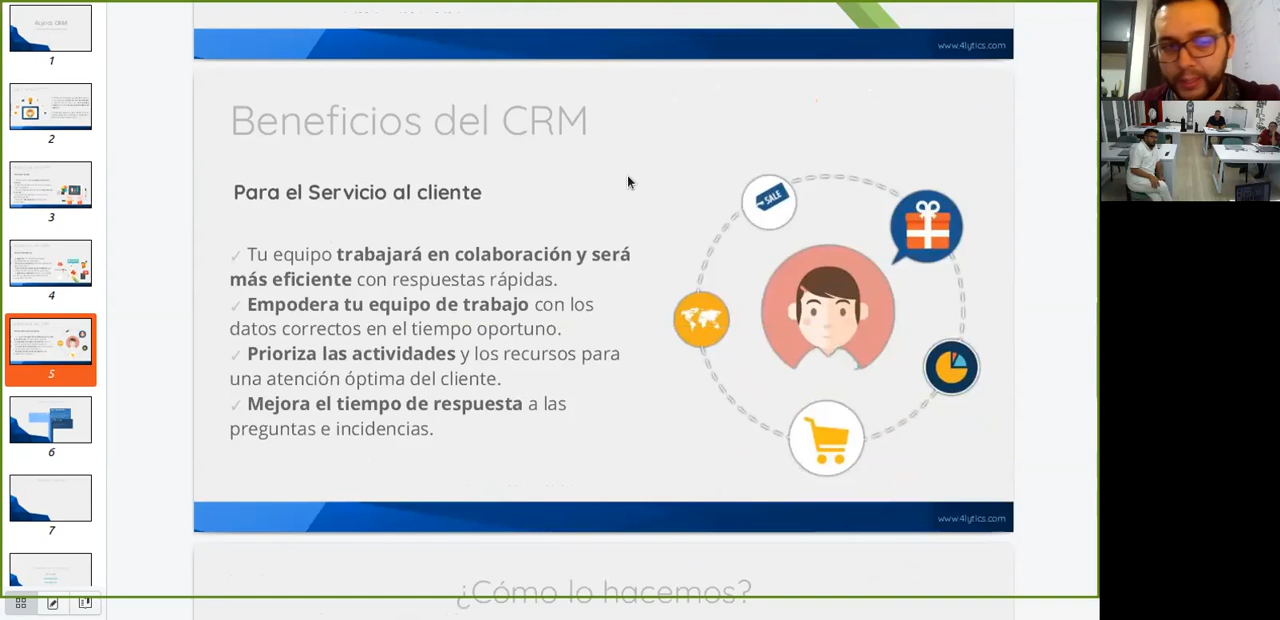 www.4lytics.com
Beneficios del CRM
Para el Servicio al cliente
✓ Tu equipo trabajará en colaboración y será
más eficiente con respuestas rápidas.
✓ Empodera tu equipo de trabajo con los
datos correctos en el tiempo oportuno.
✓ Prioriza las actividades y los recursos para
una atención óptima del cliente.
✓ Mejora el tiempo de respuesta a las
preguntas e incidencias.
SALE
www.4lytics.com
¿Cómo lo hacemos?
1
2
3
4
5
6
7